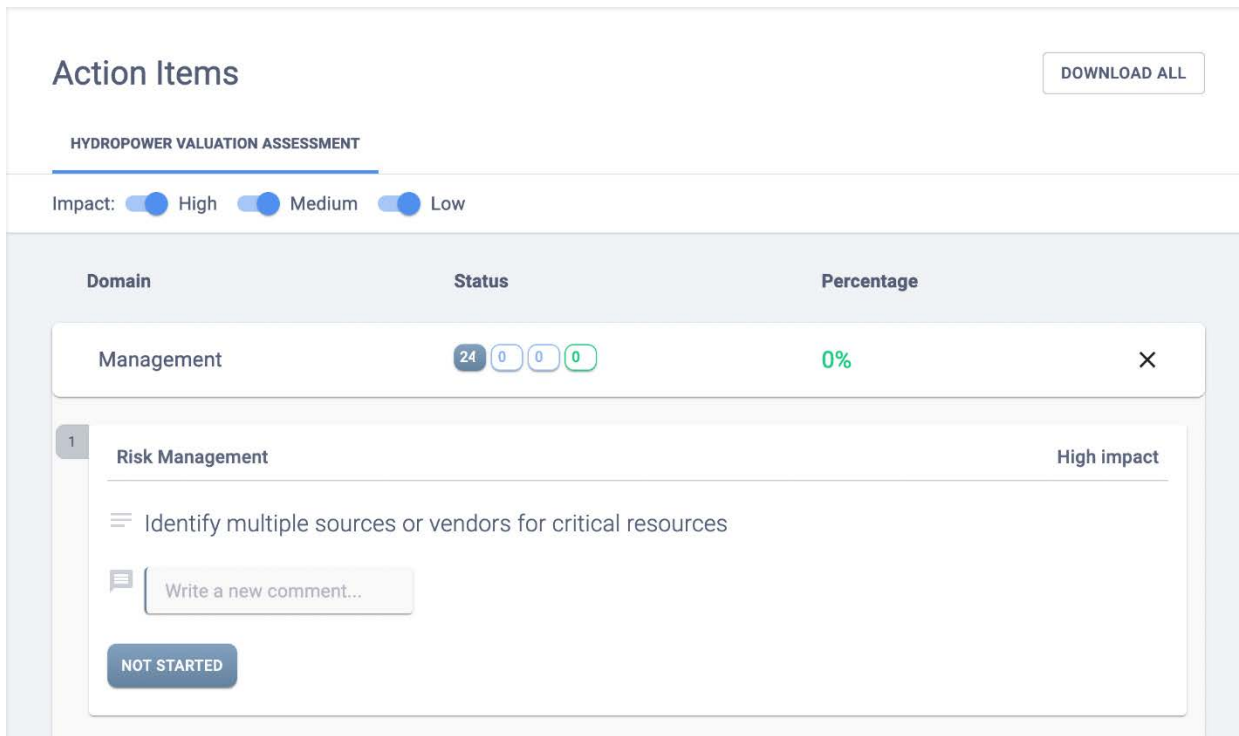 Action Items
DOWNLOAD ALL
HYDROPOWER VALUATION ASSESSMENT
Impact: High Medium Low
Domain Status Percentage
Management 24 0 0 0 0%
1
Risk Management High impact
Identify multiple sources or vendors for critical resources
Write a new comment...
NOT STARTED